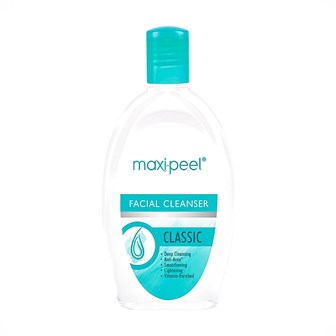 maxi·peel®
FACIAL CLEANSER
CLASSIC
• Deep Cleansing
• Anti-Acne
• Smoothening
• Lightening
• Vitamin-Enriched